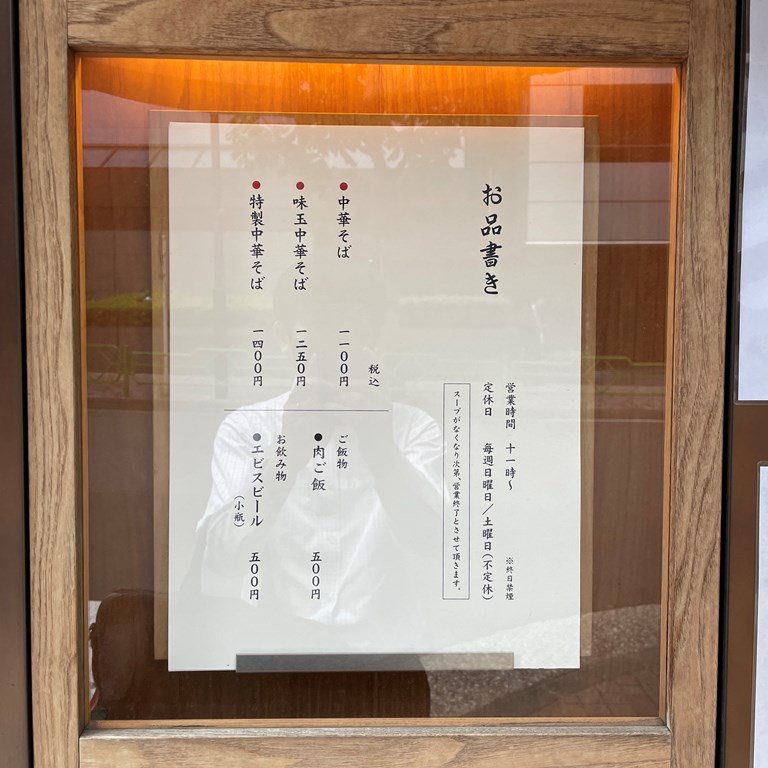 お品書き
営業時間　十一時〜
※終日禁煙
定休日　毎週日曜日／土曜日(不定休)
スープがなくなり次第、営業終了とさせて頂きます。
税込
●中華そば　一一〇〇円
●味玉中華そば　一二五〇円
●特製中華そば　一四〇〇円
ご飯物
●肉ご飯　五〇〇円
お飲み物
●エビスビール　五〇〇円
(小瓶)